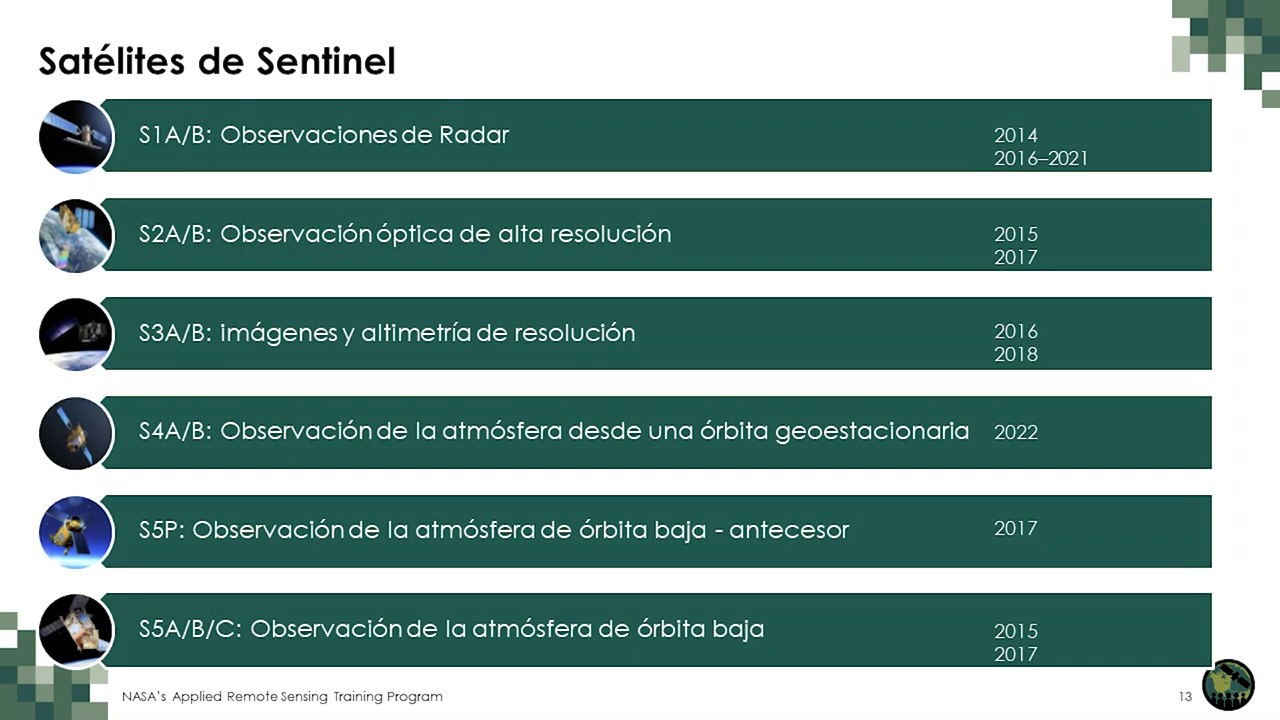 Satélites de Sentinel
S1A/B: Observaciones de Radar
2014
2016–2021
S2A/B: Observación óptica de alta resolución
2015
2017
S3A/B: imágenes y altimetría de resolución
2016
2018
S4A/B: Observación de la atmósfera desde una órbita geoestacionaria
2022
S5P: Observación de la atmósfera de órbita baja - antecesor
2017
S5A/B/C: Observación de la atmósfera de órbita baja
2015
2017
NASA's Applied Remote Sensing Training Program
13